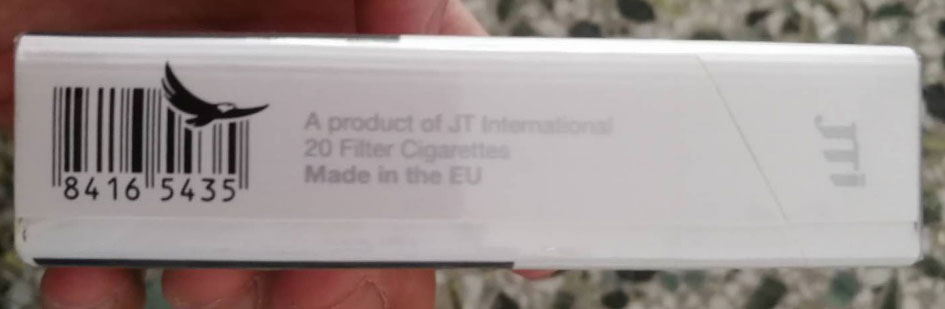 8416 5435
A product of JT International
20 Filter Cigarettes
Made in the EU
JTi